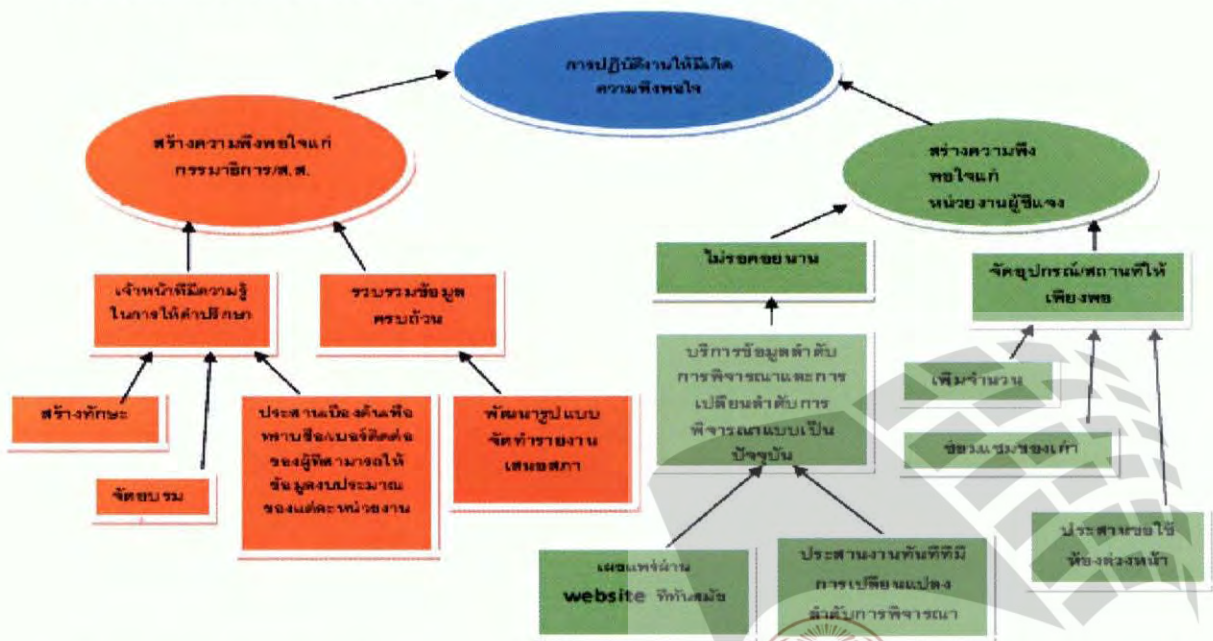 การปฏิบัติงานให้มีเกิด
ความพึงพอใจ
สร้างความพึงพอใจแก่
กรรมาธิการ/ส.ส.
สร้างความพึง
พอใจแก่
หน่วยงานผู้ชี้แจง
เจ้าหน้าที่มีความรู้
ในการให้คำปรึกษา
รวบรวมข้อมูล
ครบถ้วน
ไม่รอคอยนาน
จัดอุปกรณ์/สถานที่ให้
เพียงพอ
สร้างทักษะ
จัดอบรม
ประสานเบื้องต้นเพื่อ
ทราบชื่อ/เบอร์ติดต่อ
ของผู้ที่สามารถให้
ข้อมูลงบประมาณ
ของแต่ละหน่วยงาน
พัฒนารูปแบบ
จัดทำรายงาน
เสนอสภา
บริการข้อมูลลำดับ
การพิจารณาและการ
เปลี่ยนลำดับการ
พิจารณาแบบเป็น
ปัจจุบัน
เพิ่มจำนวน
ซ่อมแซมของเก่า
ประสานขอใช้
ห้องล่วงหน้า
เผยแพร่ผ่าน
website ที่ทันสมัย
ประสานงานทันทีที่มี
การเปลี่ยนแปลง
ลำดับการพิจารณา